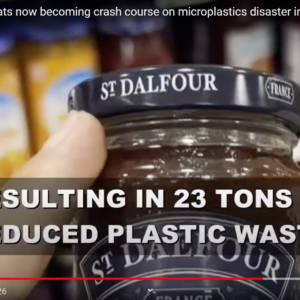 ats now becoming crash course on microplastics disaster in
ST DALFOUR
FRANCE
ESULTING IN 23 TONS
EDUCED PLASTIC WAST
ST DALFOUR
26